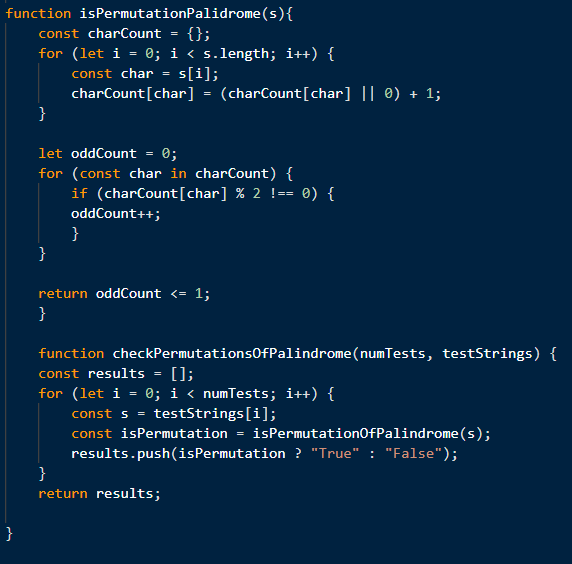 function isPermutationPalidrome(s){
    const charCount = {};
    for (let i = 0; i < s.length; i++) {
        const char = s[i];
        charCount[char] = (charCount[char] || 0) + 1;
    }

    let oddCount = 0;
    for (const char in charCount) {
        if (charCount[char] % 2 !== 0) {
        oddCount++;
        }
    }

    return oddCount <= 1;
    }

    function checkPermutationsOfPalindrome(numTests, testStrings) {
    const results = [];
    for (let i = 0; i < numTests; i++) {
        const s = testStrings[i];
        const isPermutation = isPermutationOfPalindrome(s);
        results.push(isPermutation ? "True" : "False");
    }
    return results;

}